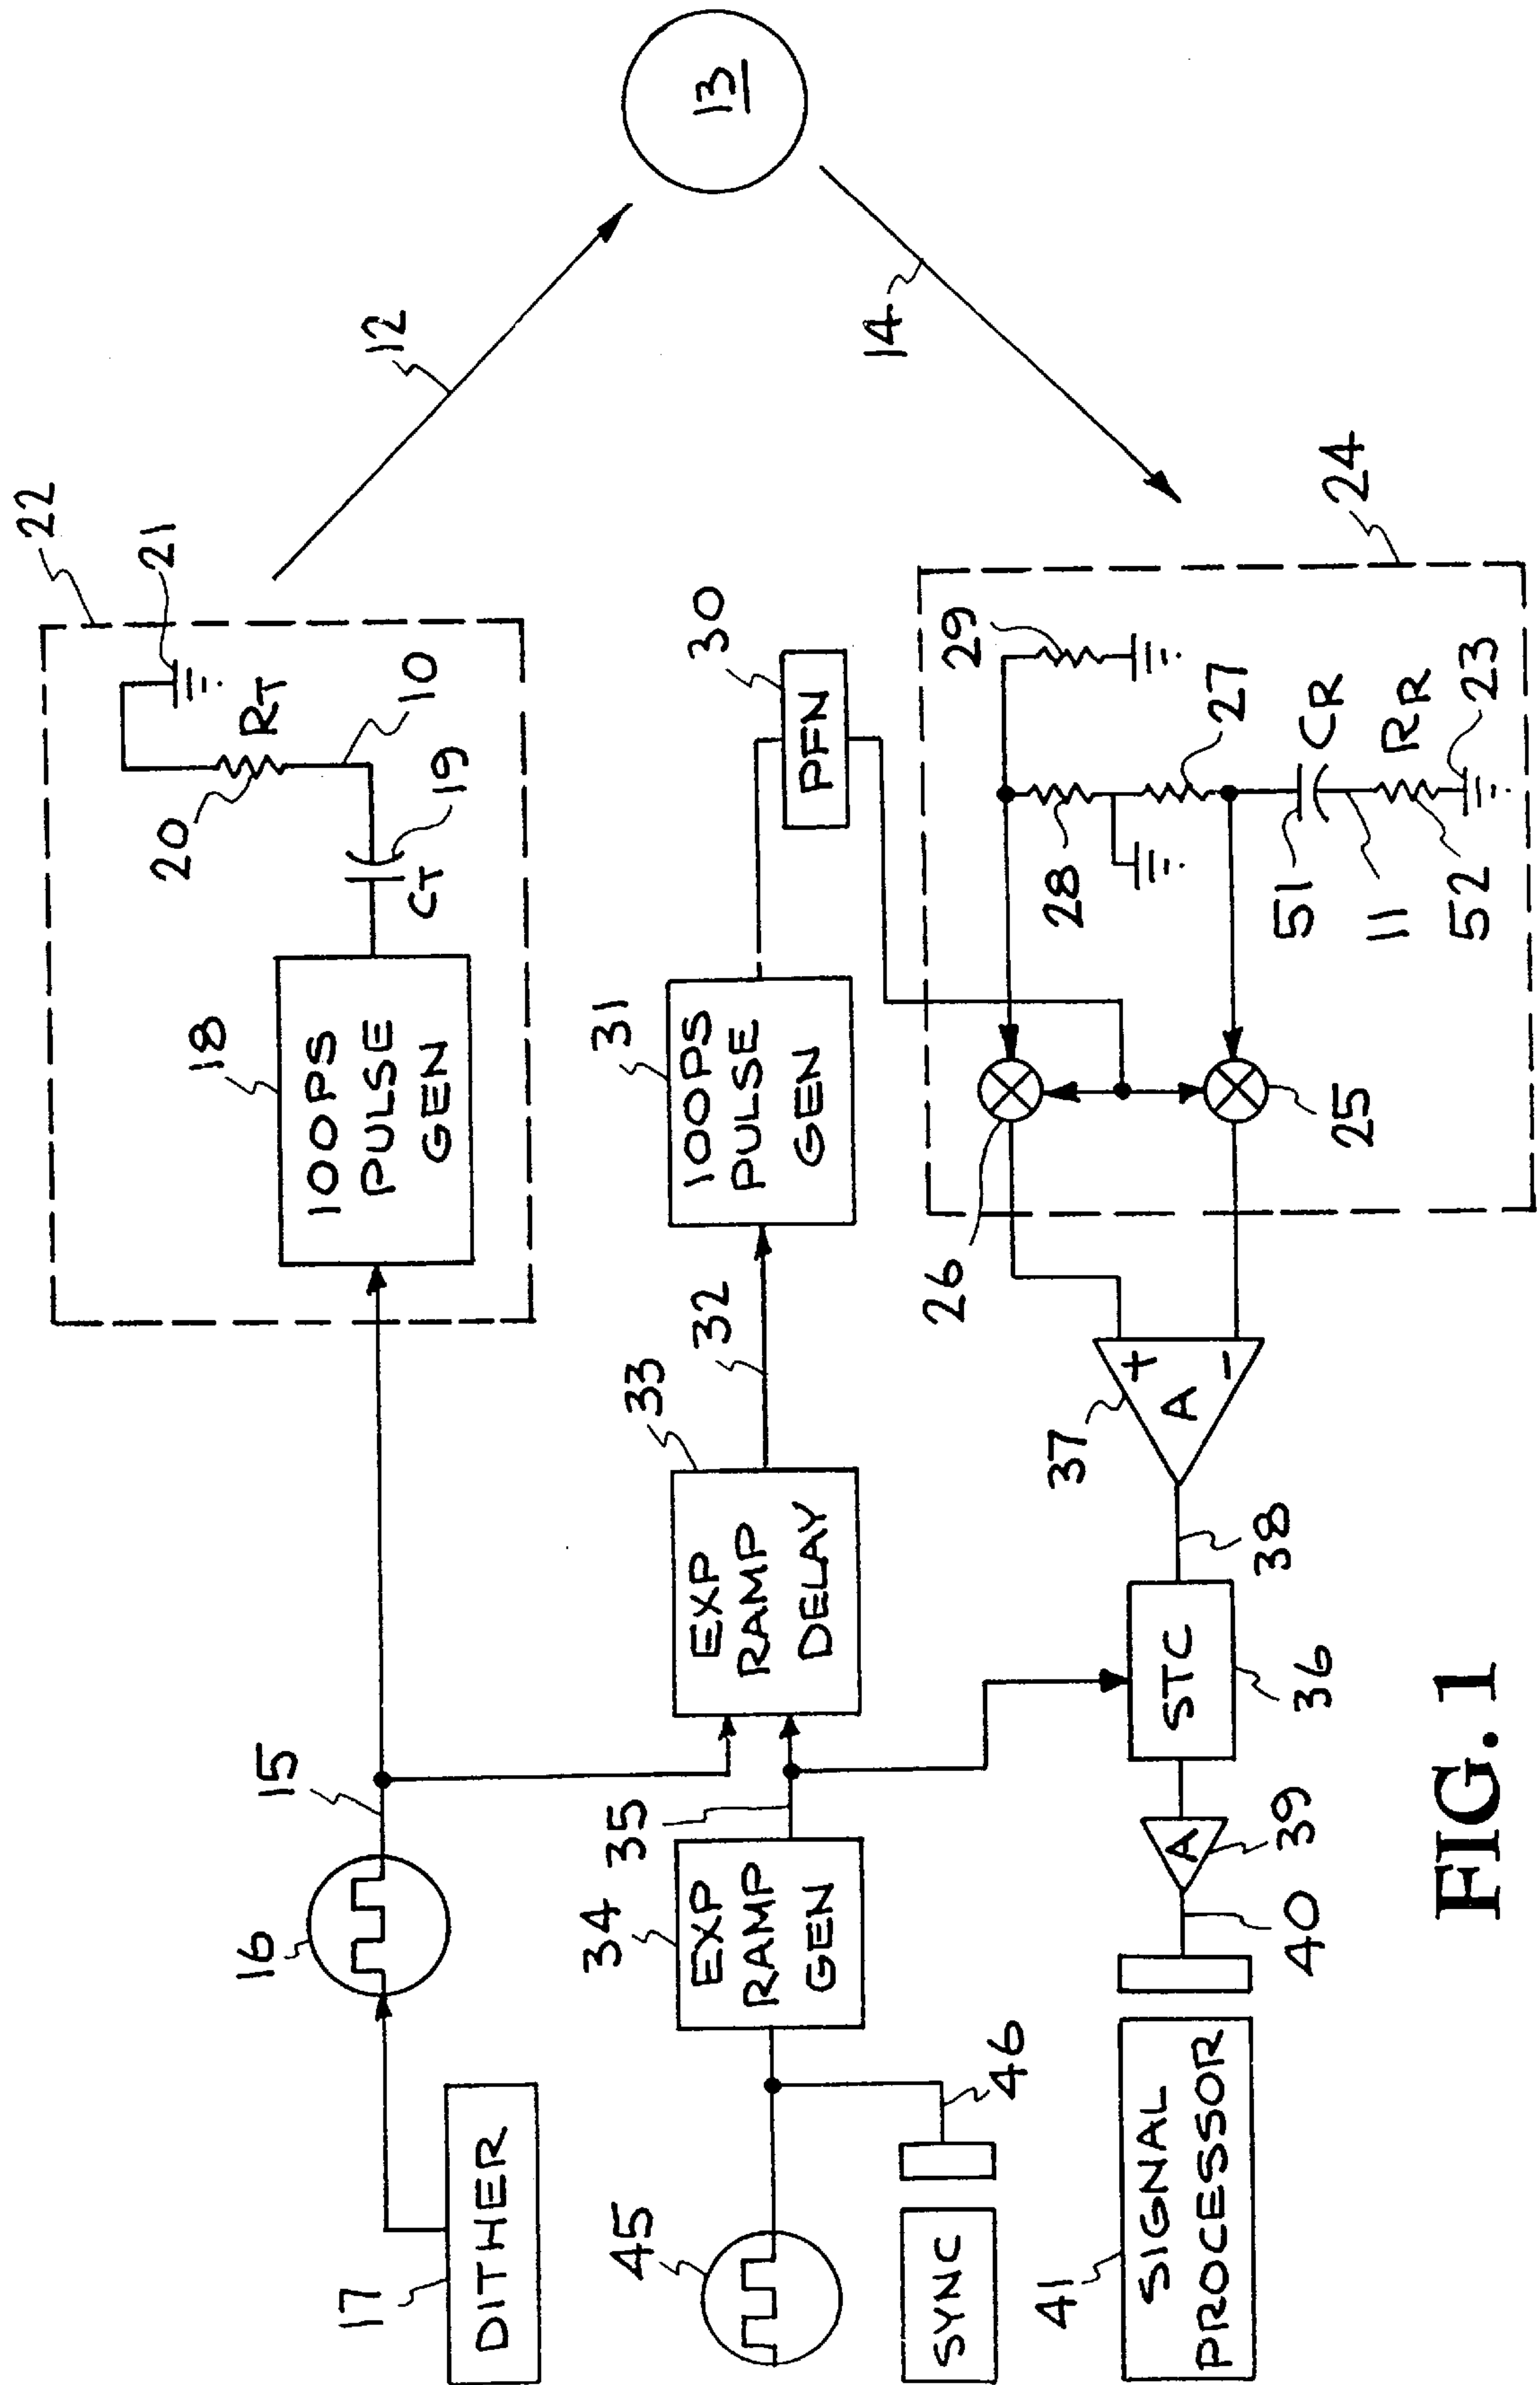 22
21
RT
10
20
19
CT
18
100PS
PULSE
GEN
12
13
14
15
16
17
DITHER
30
PFN
31
100PS
PULSE
GEN
32
33
EXP
RAMP
DELAY
35
34
EXP
RAMP
GEN
45
46
SYNC
24
29
28
27
CR
51
11
RR
52
23
26
25
37
+
A
-
38
STC
36
A
39
40
41
SIGNAL
PROCESSOR
FIG. 1